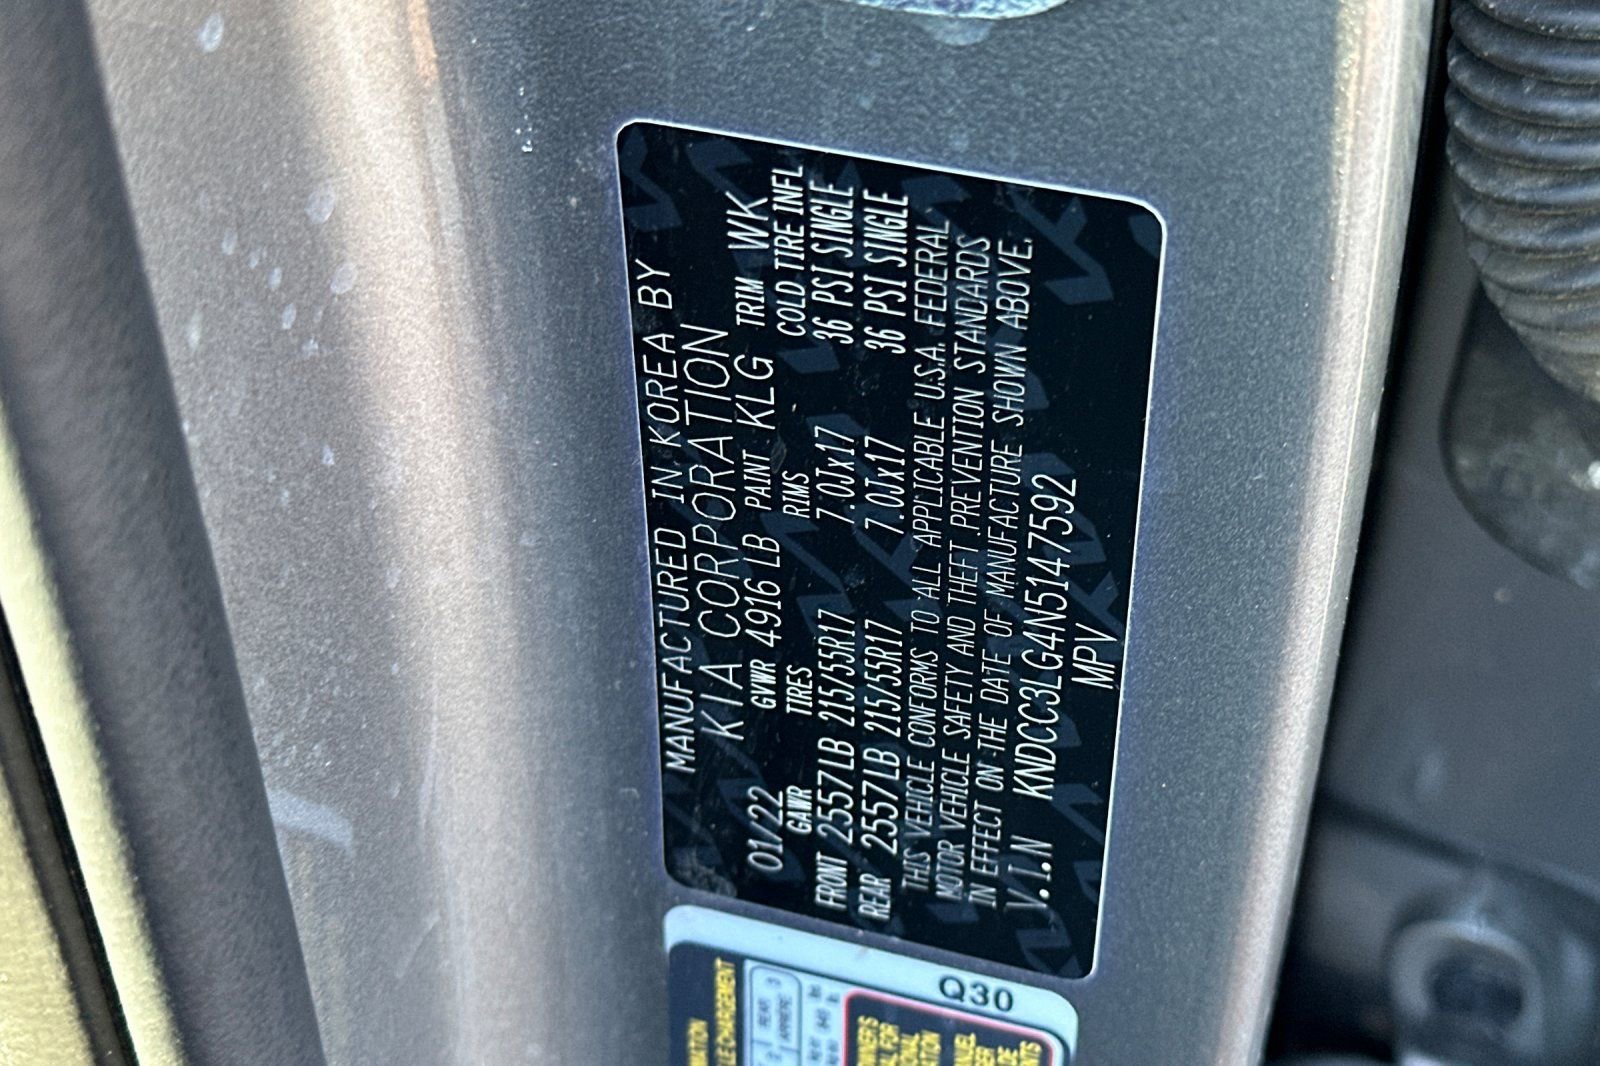 MANUFACTURED IN KOREA BY
KIA CORPORATION
01/22 GVWR 4916 LB PAINT KLG TRIM WK
GAWR TIRES RIMS COLD TIRE INFL
FRONT 2557LB 215/55R17 7.0Jx17 36 PSI SINGLE
REAR 2557LB 215/55R17 7.0Jx17 36 PSI SINGLE
THIS VEHICLE CONFORMS TO ALL APPLICABLE U.S.A. FEDERAL
MOTOR VEHICLE SAFETY AND THEFT PREVENTION STANDARDS
IN EFFECT ON THE DATE OF MANUFACTURE SHOWN ABOVE.
V.I.N KNDCC3LG4N5147592
MPV
Q30